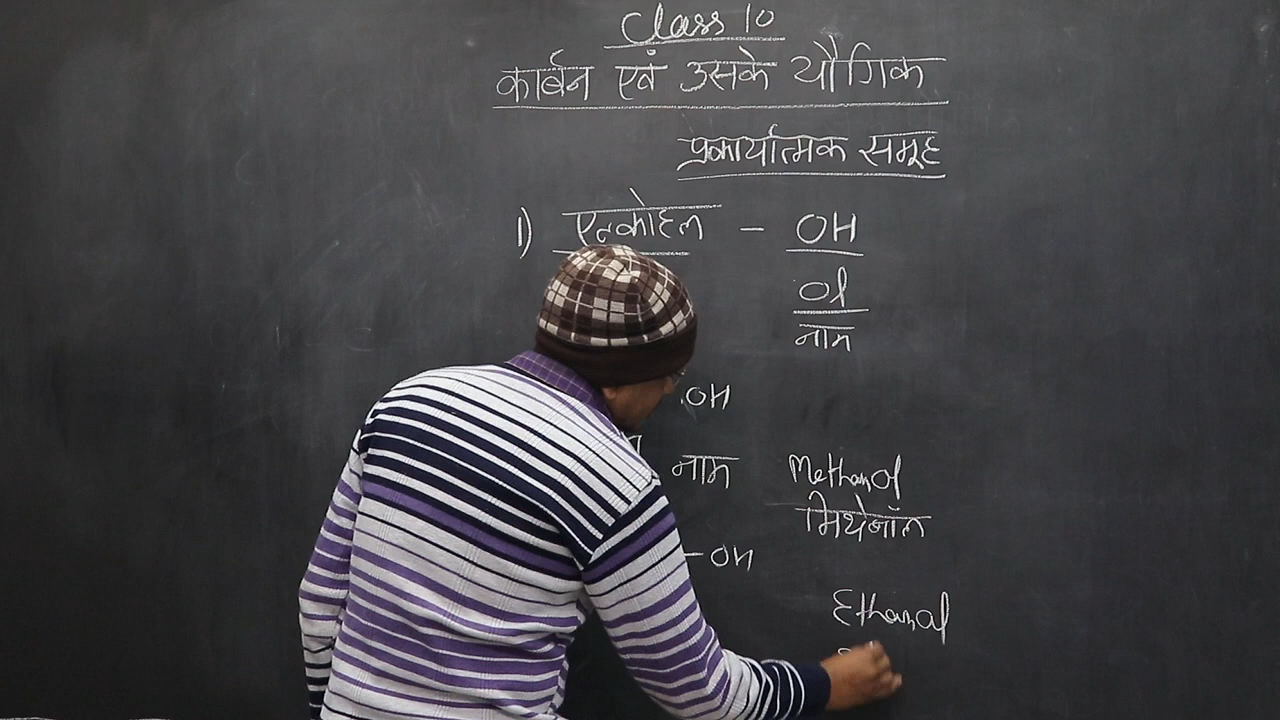 Class 10
कार्बन एवं उसके यौगिक
प्रकार्यात्मक समूह
1) एल्कोहल - OH
Ol
नाम
OH
नाम
Methanol
मिथेनॉल
-OH
Ethanol